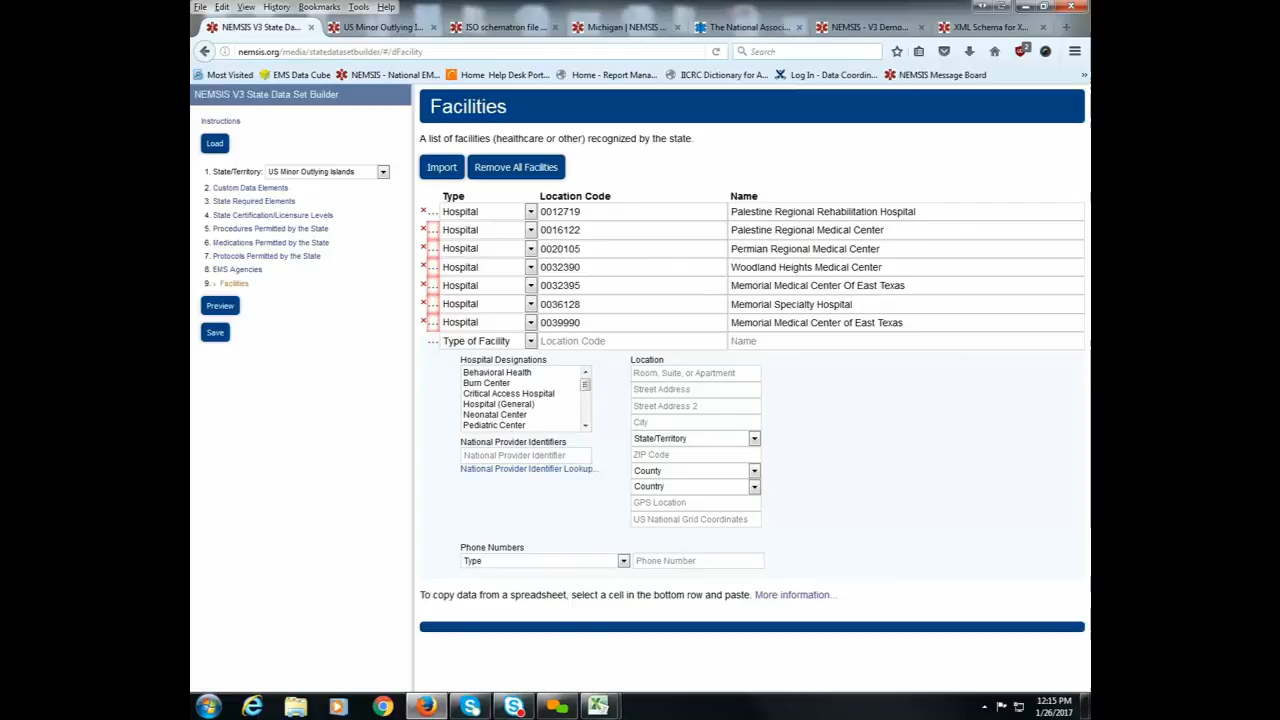 File Edit View History Bookmarks Tools Help
NEMSIS V3 State Da... × US Minor Outlying I... × ISO schematron file ... × Michigan | NEMSIS ... × The National Associ... × NEMSIS - V3 Demo... × XML Schema for X... × +
nemsis.org/media/statedatasetbuilder/#/dFacility Search 2
Most Visited EMS Data Cube NEMSIS - National EM... Home Help Desk Port... Home - Report Mana... IICRC Dictionary for A... Log In - Data Coordin... NEMSIS Message Board »
NEMSIS V3 State Data Set Builder
Instructions
Load
1. State/Territory: US Minor Outlying Islands
2. Custom Data Elements
3. State Required Elements
4. State Certification/Licensure Levels
5. Procedures Permitted by the State
6. Medications Permitted by the State
7. Protocols Permitted by the State
8. EMS Agencies
9. › Facilities
Preview
Save
Facilities
A list of facilities (healthcare or other) recognized by the state.
Import Remove All Facilities
Type Location Code Name
× ... Hospital 0012719 Palestine Regional Rehabilitation Hospital
× ... Hospital 0016122 Palestine Regional Medical Center
× ... Hospital 0020105 Permian Regional Medical Center
× ... Hospital 0032390 Woodland Heights Medical Center
× ... Hospital 0032395 Memorial Medical Center Of East Texas
× ... Hospital 0036128 Memorial Specialty Hospital
× ... Hospital 0039990 Memorial Medical Center of East Texas
... Type of Facility Location Code Name
Hospital Designations
Behavioral Health
Burn Center
Critical Access Hospital
Hospital (General)
Neonatal Center
Pediatric Center
National Provider Identifiers
National Provider Identifier
National Provider Identifier Lookup...
Location
Room, Suite, or Apartment
Street Address
Street Address 2
City
State/Territory
ZIP Code
County
Country
GPS Location
US National Grid Coordinates
Phone Numbers
Type Phone Number
To copy data from a spreadsheet, select a cell in the bottom row and paste. More information...
12:15 PM
1/26/2017